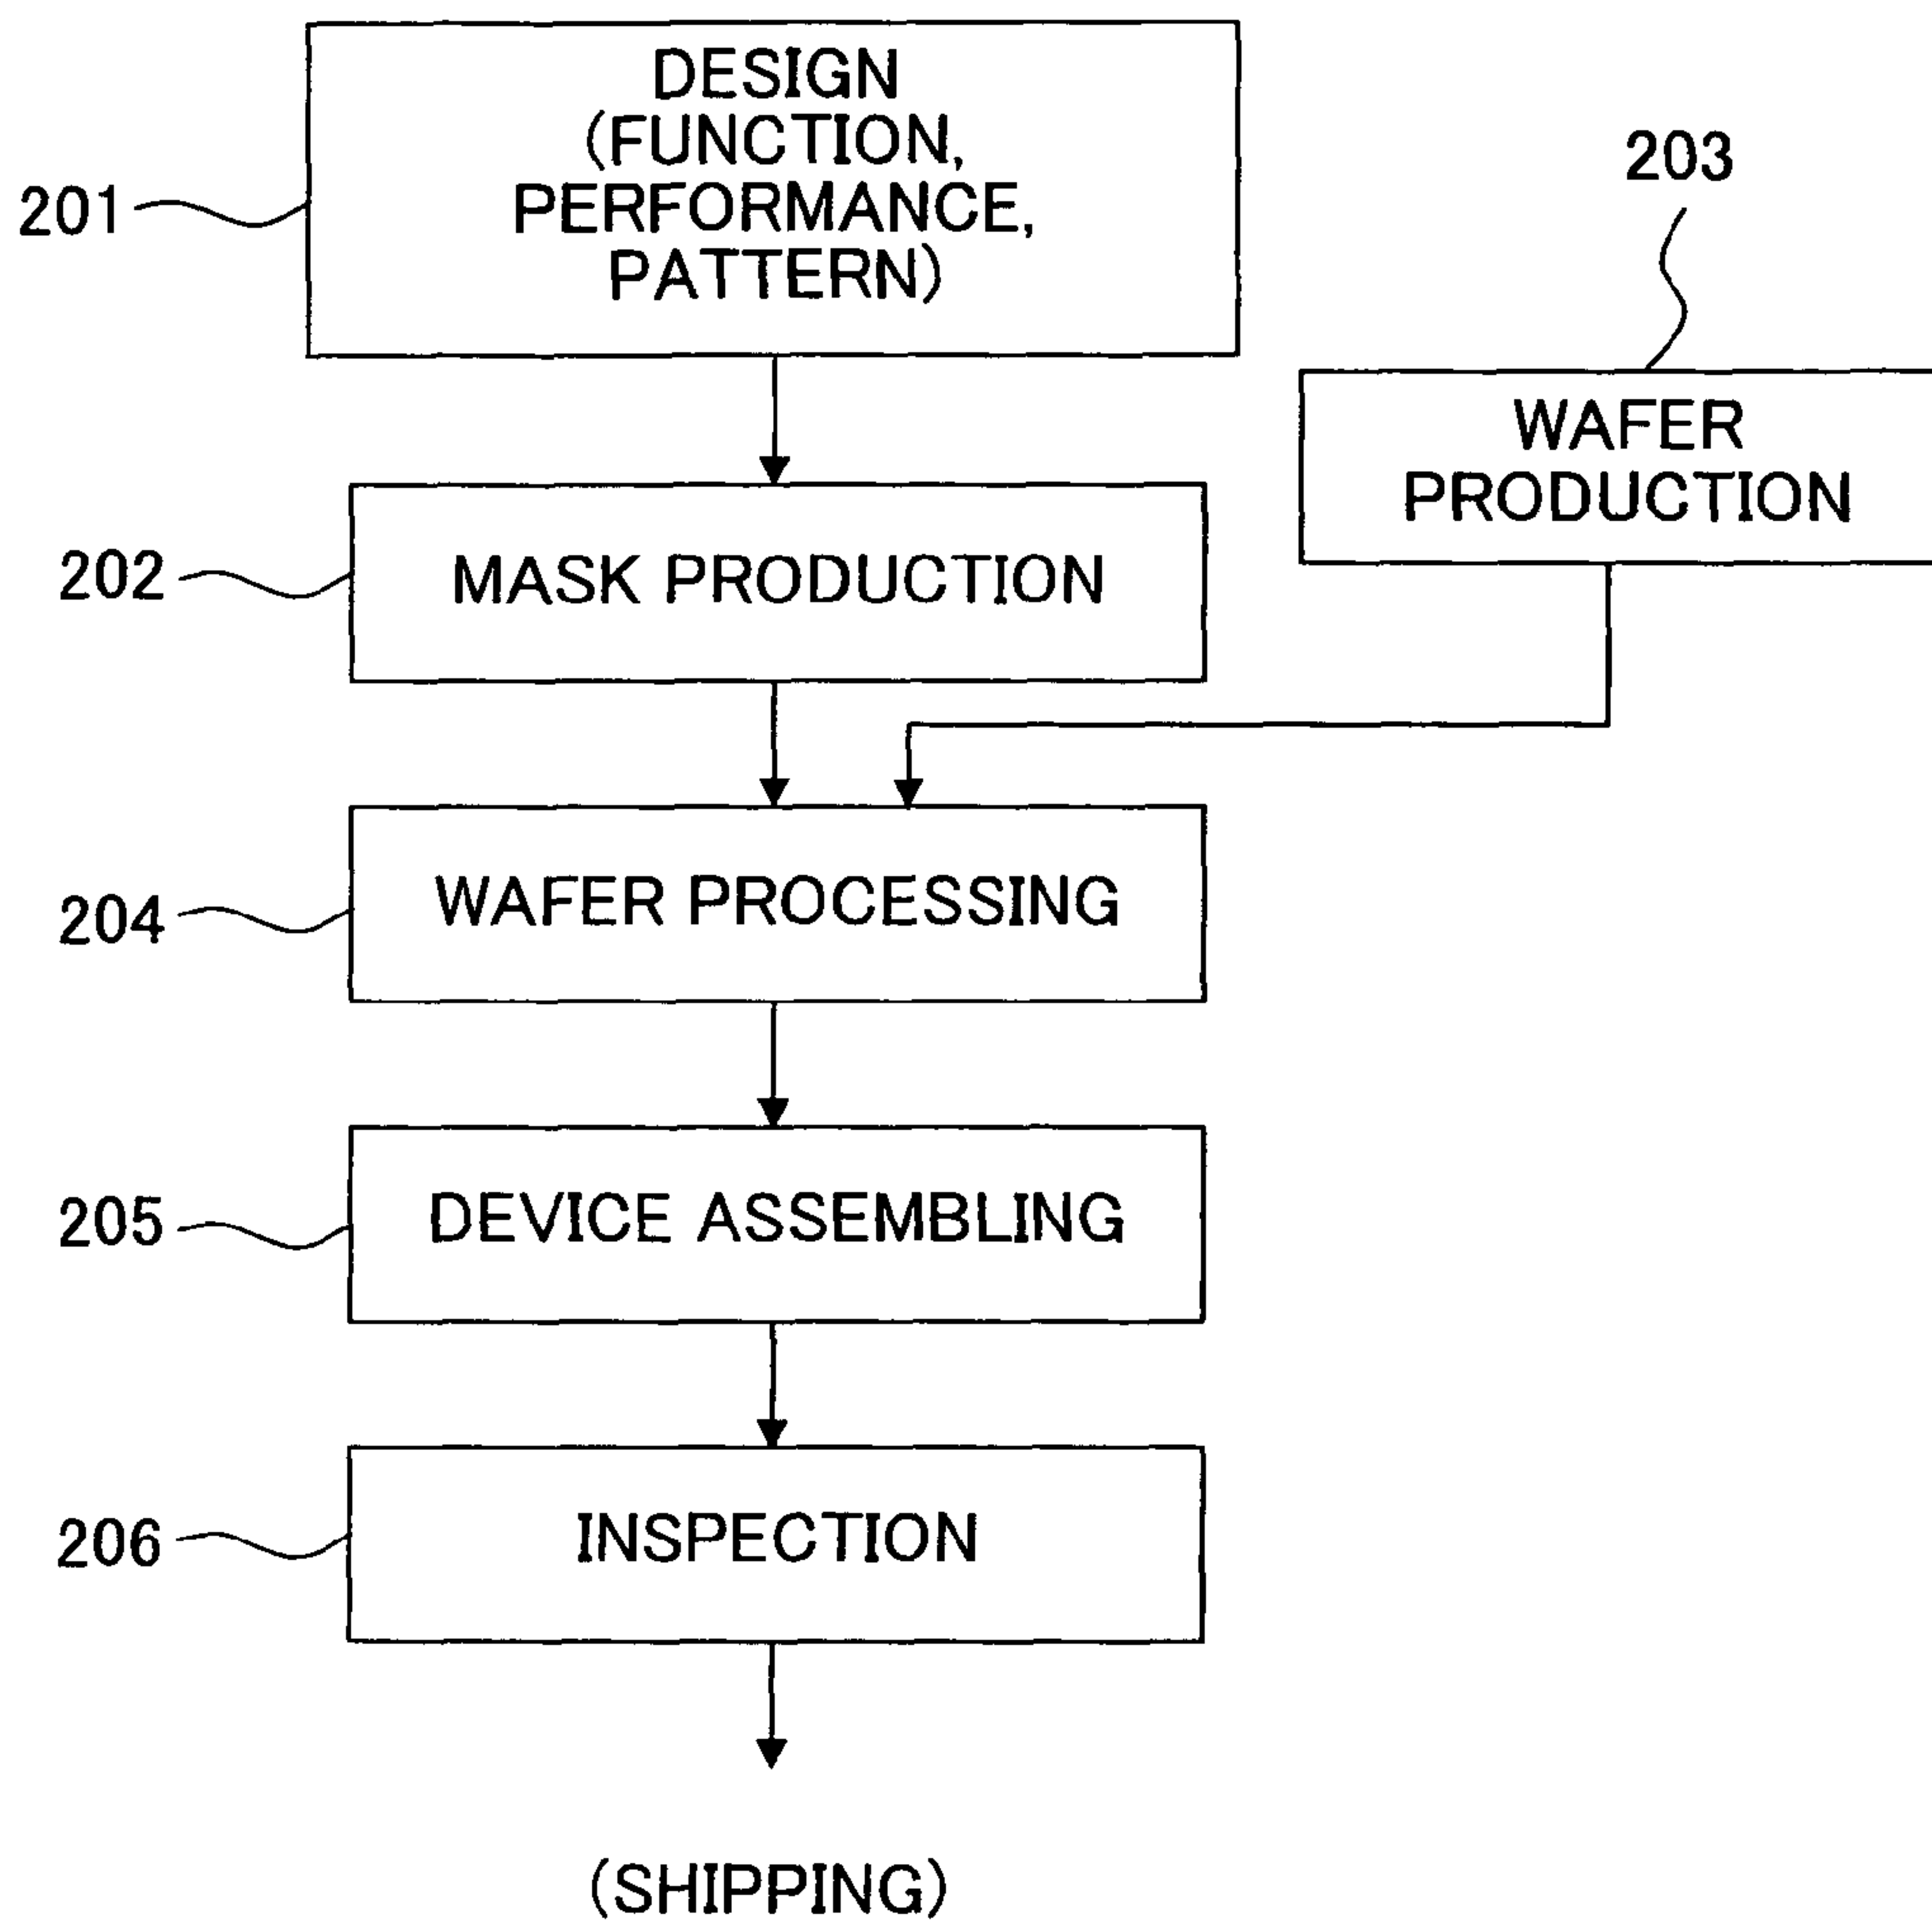 DESIGN
(FUNCTION,
PERFORMANCE,
PATTERN)
201
203
WAFER
PRODUCTION
202
MASK PRODUCTION
204
WAFER PROCESSING
205
DEVICE ASSEMBLING
206
INSPECTION
(SHIPPING)